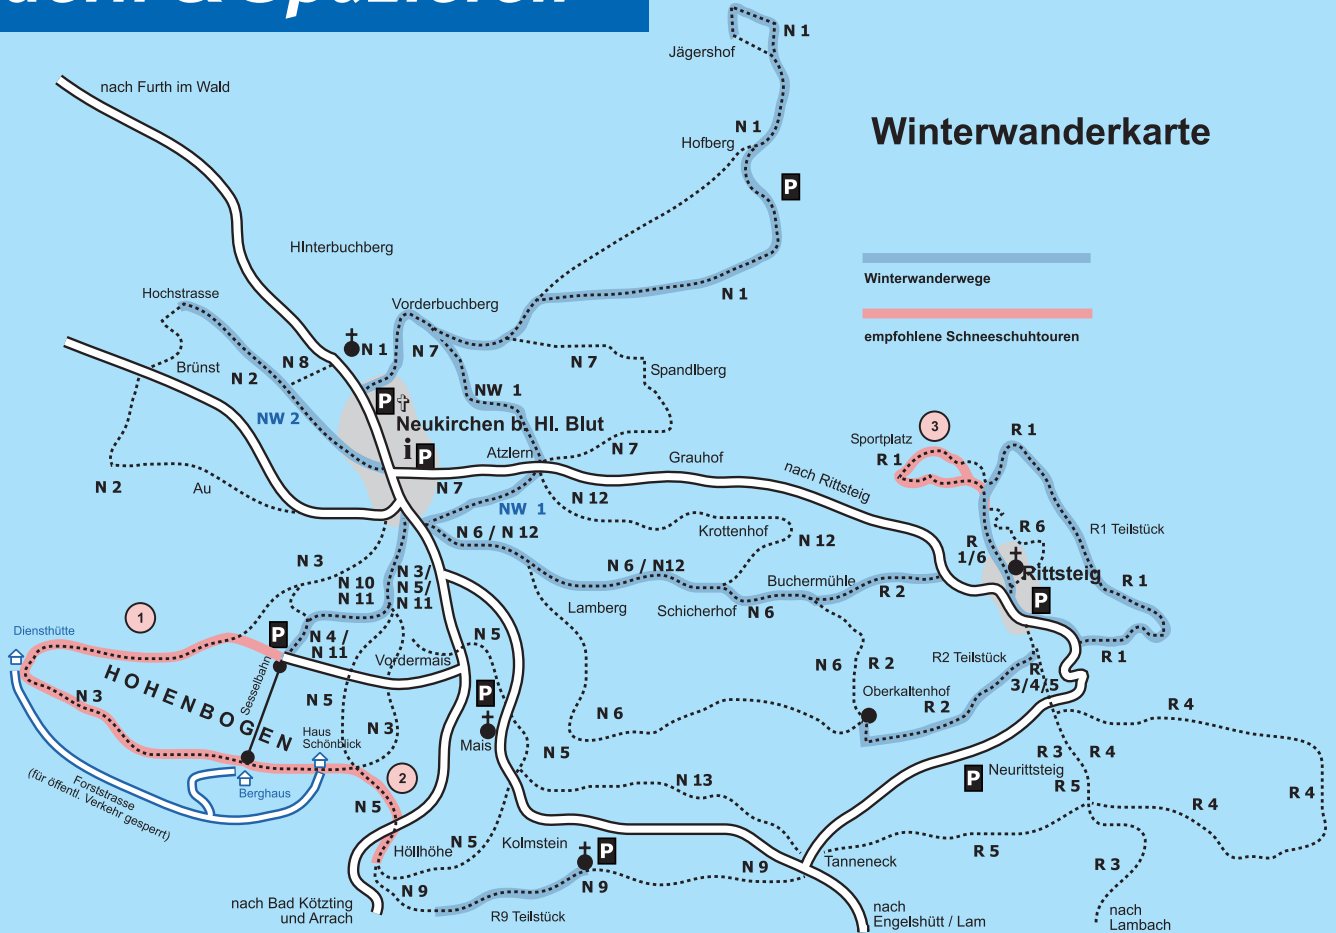 & Spazieren
N 1
Jägershof
nach Furth im Wald
N 1
Hofberg
Winterwanderkarte
P
HInterbuchberg
Winterwanderwege
N 1
Hochstrasse
Vorderbuchberg
empfohlene Schneeschuhtouren
N 8
N 1
N 7
N 7
Brünst
N 2
Spandlberg
NW 1
P
NW 2
Neukirchen b. Hl. Blut
3
Sportplatz
R 1
i
P
Atzlern
N 7
Grauhof
nach Rittsteig
R 1
N 2
Au
N 7
N 12
NW 1
N 6 / N 12
Krottenhof
N 12
R 6
R1 Teilstück
R
1/6
N 3
N 10
N 11
N 3/
N 5/
N 11
N 6 / N12
Buchermühle
R 2
Rittsteig
R 1
P
1
Lamberg
Schicherhof
N 6
Diensthütte
P
N 4 /
N 11
N 5
Vordermais
N 6
R 2
R2 Teilstück
R 1
HOHENBOGEN
Sesselbahn
N 3
N 5
P
R
3/4/5
Oberkaltenhof
R 2
R 4
Haus
Schönblick
N 3
Mais
N 6
N 5
R 3
R 4
Neurittsteig
P
R 5
2
N 13
Forststrasse
(für öffentl. Verkehr gesperrt)
Berghaus
N 5
R 4
R 4
Höllhöhe
N 5
Kolmstein
P
R 5
Tanneneck
N 9
N 9
N 9
R 3
nach Bad Kötzting
und Arrach
R9 Teilstück
nach
Engelshütt / Lam
nach
Lambach